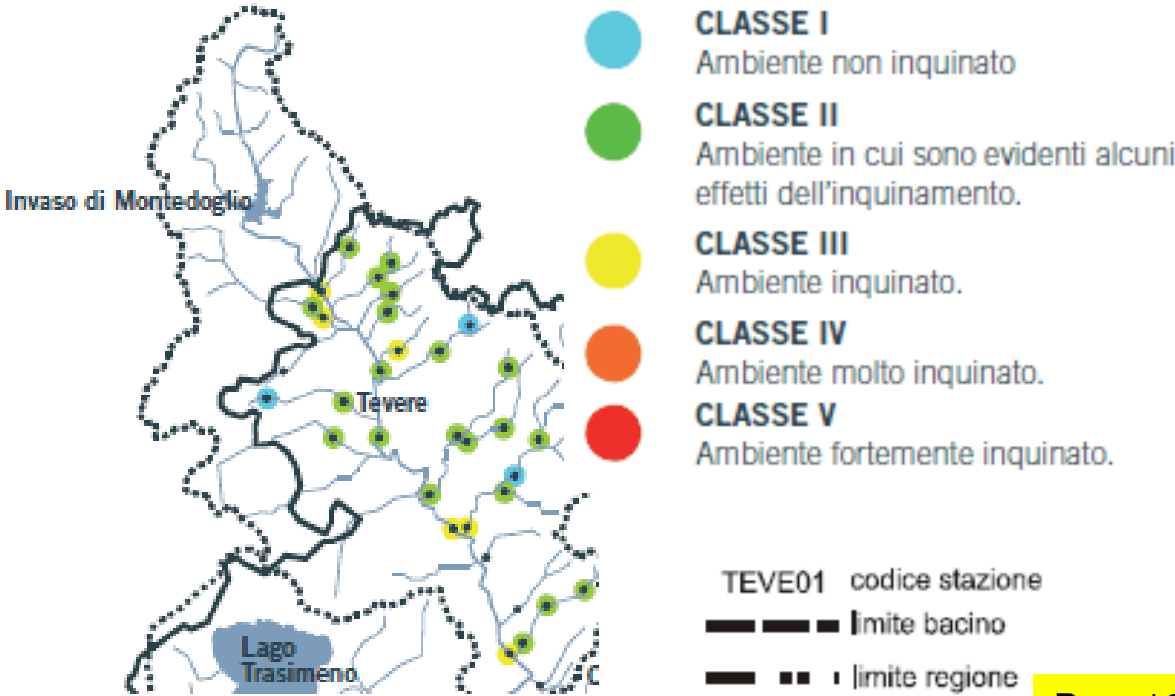 CLASSE I
Ambiente non inquinato
CLASSE II
Ambiente in cui sono evidenti alcuni
effetti dell'inquinamento.
CLASSE III
Ambiente inquinato.
CLASSE IV
Ambiente molto inquinato.
CLASSE V
Ambiente fortemente inquinato.
Invaso di Montedoglio
Tevere
Lago
Trasimeno
TEVE01 codice stazione
limite bacino
limite regione